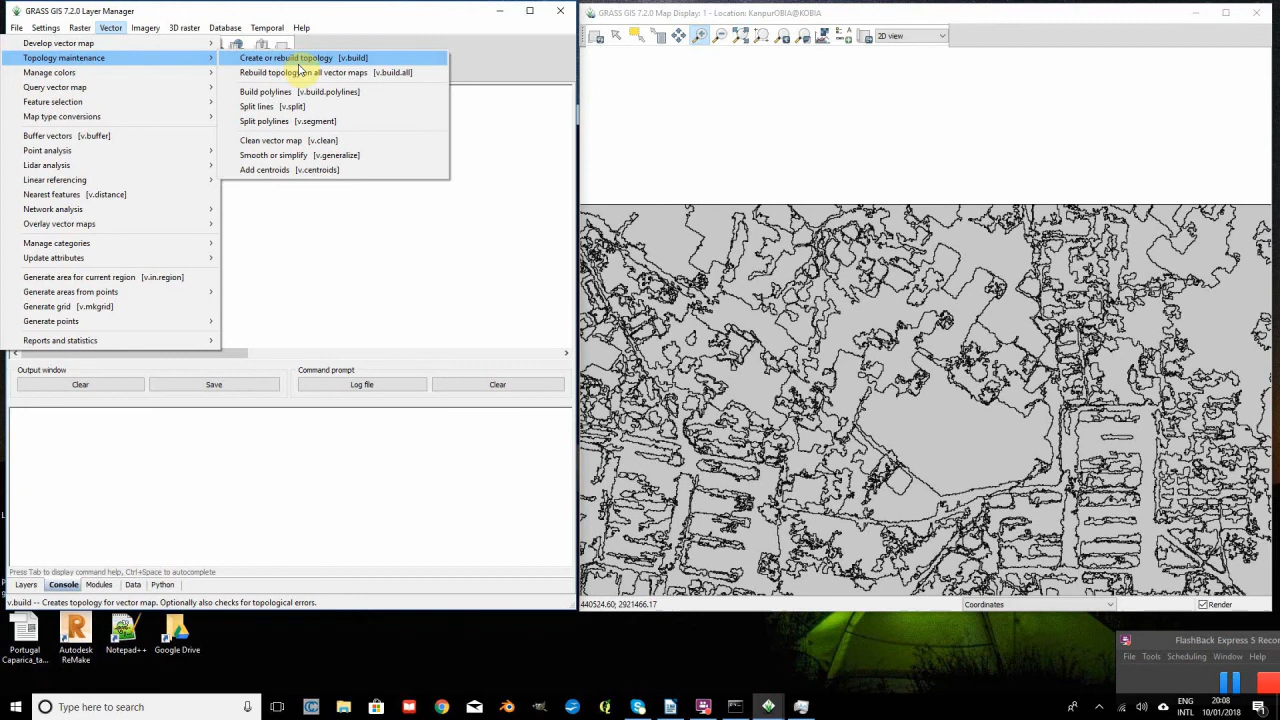 GRASS GIS 7.2.0 Layer Manager
File Settings Raster Vector Imagery 3D raster Database Temporal Help
Develop vector map
Topology maintenance
Manage colors
Query vector map
Feature selection
Map type conversions
Buffer vectors [v.buffer]
Point analysis
Lidar analysis
Linear referencing
Nearest features [v.distance]
Network analysis
Overlay vector maps
Manage categories
Update attributes
Generate area for current region [v.in.region]
Generate areas from points
Generate grid [v.mkgrid]
Generate points
Reports and statistics
Create or rebuild topology [v.build]
Rebuild topology on all vector maps [v.build.all]
Build polylines [v.build.polylines]
Split lines [v.split]
Split polylines [v.segment]
Clean vector map [v.clean]
Smooth or simplify [v.generalize]
Add centroids [v.centroids]
Output window
Command prompt
Clear
Save
Log file
Clear
Press Tab to display command help, Ctrl+Space to autocomplete
Layers Console Modules Data Python
v.build -- Creates topology for vector map. Optionally also checks for topological errors.
GRASS GIS 7.2.0 Map Display: 1 - Location: KanpurOBIA@KOBIA
2D view
440524.60; 2921466.17
Coordinates
Render
Portugal
Caparica_ta...
Autodesk
ReMake
Notepad++
Google Drive
FlashBack Express 5 Reco
File Tools Scheduling Window Help
Type here to search
ENG
INTL
20:08
10/01/2018